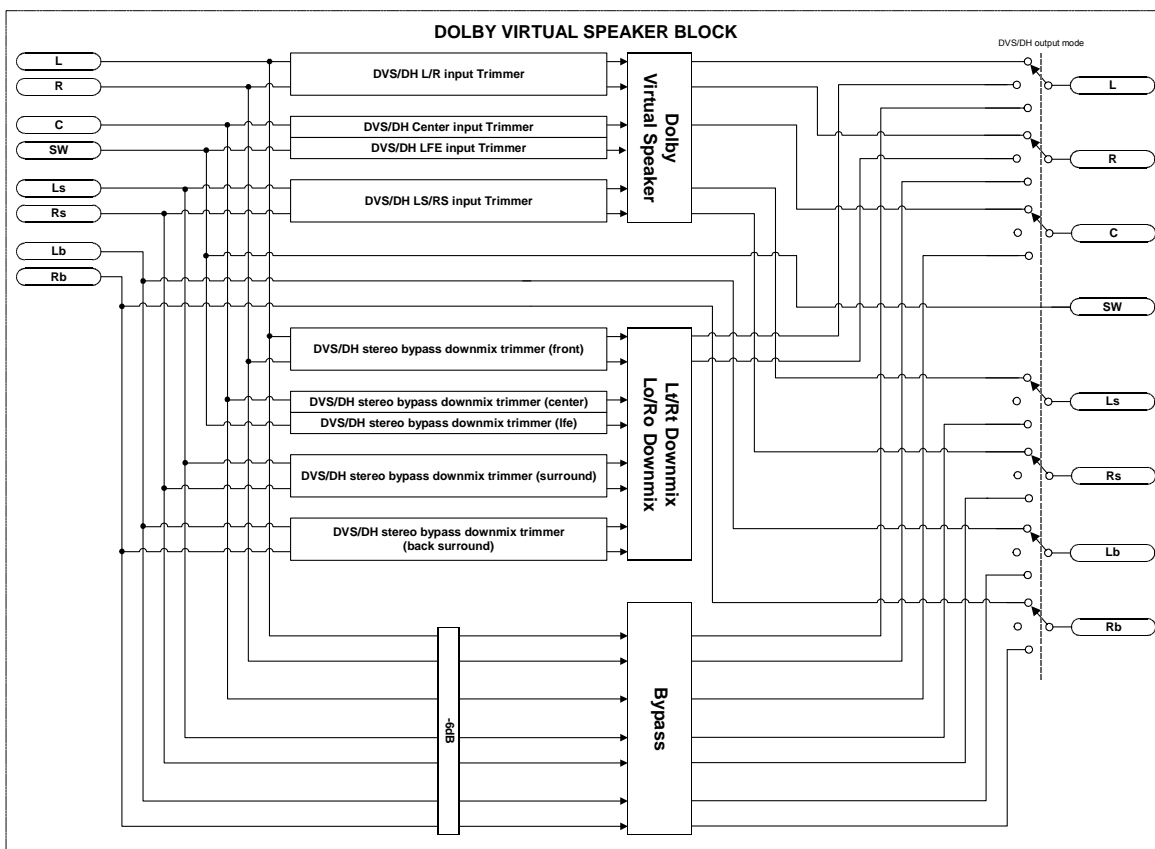 DOLBY VIRTUAL SPEAKER BLOCK
DVS/DH output mode
L
R
C
SW
Ls
Rs
Lb
Rb
DVS/DH L/R input Trimmer
DVS/DH Center input Trimmer
DVS/DH LFE input Trimmer
DVS/DH LS/RS input Trimmer
Dolby
Virtual Speaker
DVS/DH stereo bypass downmix trimmer (front)
DVS/DH stereo bypass downmix trimmer (center)
DVS/DH stereo bypass downmix trimmer (lfe)
DVS/DH stereo bypass downmix trimmer (surround)
DVS/DH stereo bypass downmix trimmer
(back surround)
Lt/Rt Downmix
Lo/Ro Downmix
-6dB
Bypass
L
R
C
SW
Ls
Rs
Lb
Rb